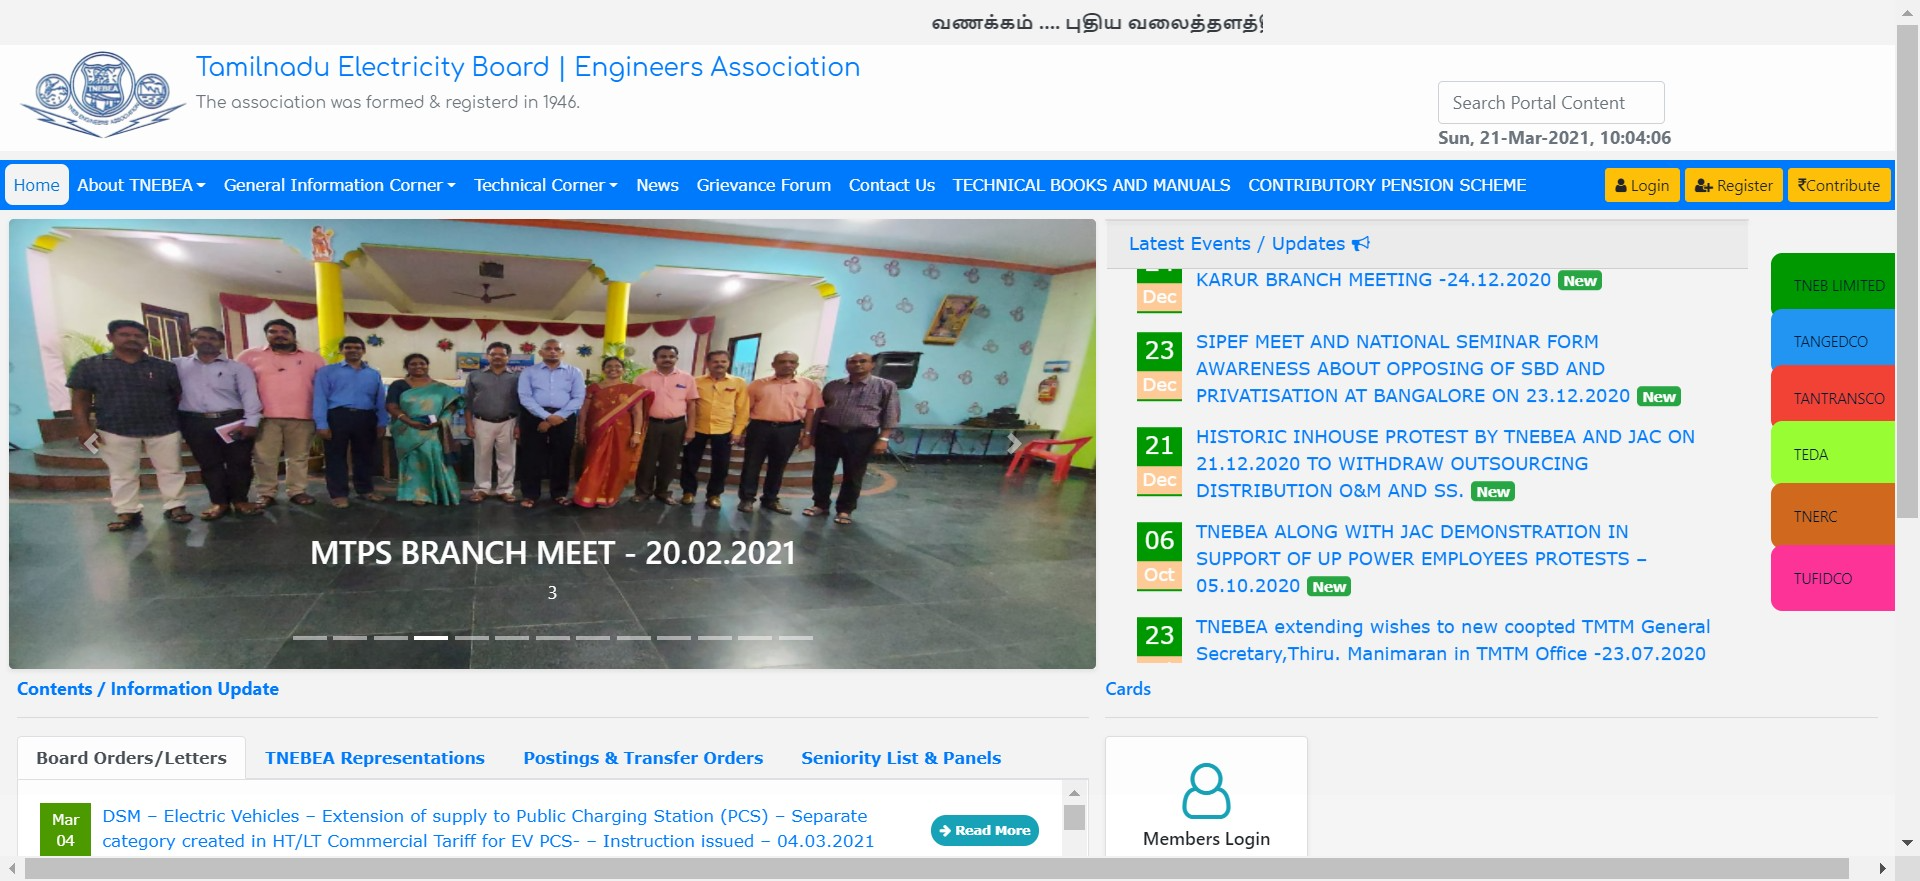 வணக்கம் .... புதிய
Tamilnadu Electricity Board | Engineers Association
The association was formed & registerd in 1946.
TNEBEA
Search Portal Content
Sun, 21-Mar-2021, 10:04:06
Home About TNEBEA General Information Corner Technical Corner News Grievance Forum Contact Us TECHNICAL BOOKS AND MANUALS CONTRIBUTORY PENSION SCHEME Login Register ₹Contribute
MTPS BRANCH MEET - 20.02.2021
3
Latest Events / Updates
Dec
KARUR BRANCH MEETING -24.12.2020 New
23 Dec
SIPEF MEET AND NATIONAL SEMINAR FORM
AWARENESS ABOUT OPPOSING OF SBD AND
PRIVATISATION AT BANGALORE ON 23.12.2020 New
21 Dec
HISTORIC INHOUSE PROTEST BY TNEBEA AND JAC ON
21.12.2020 TO WITHDRAW OUTSOURCING
DISTRIBUTION O&M AND SS. New
06 Oct
TNEBEA ALONG WITH JAC DEMONSTRATION IN
SUPPORT OF UP POWER EMPLOYEES PROTESTS –
05.10.2020 New
23
TNEBEA extending wishes to new coopted TMTM General
Secretary,Thiru. Manimaran in TMTM Office -23.07.2020
TNEB LIMITED
TANGEDCO
TANTRANSCO
TEDA
TNERC
TUFIDCO
Contents / Information Update
Board Orders/Letters TNEBEA Representations Postings & Transfer Orders Seniority List & Panels
Mar
04
DSM – Electric Vehicles – Extension of supply to Public Charging Station (PCS) – Separate
category created in HT/LT Commercial Tariff for EV PCS- – Instruction issued – 04.03.2021
Read More
Cards
Members Login